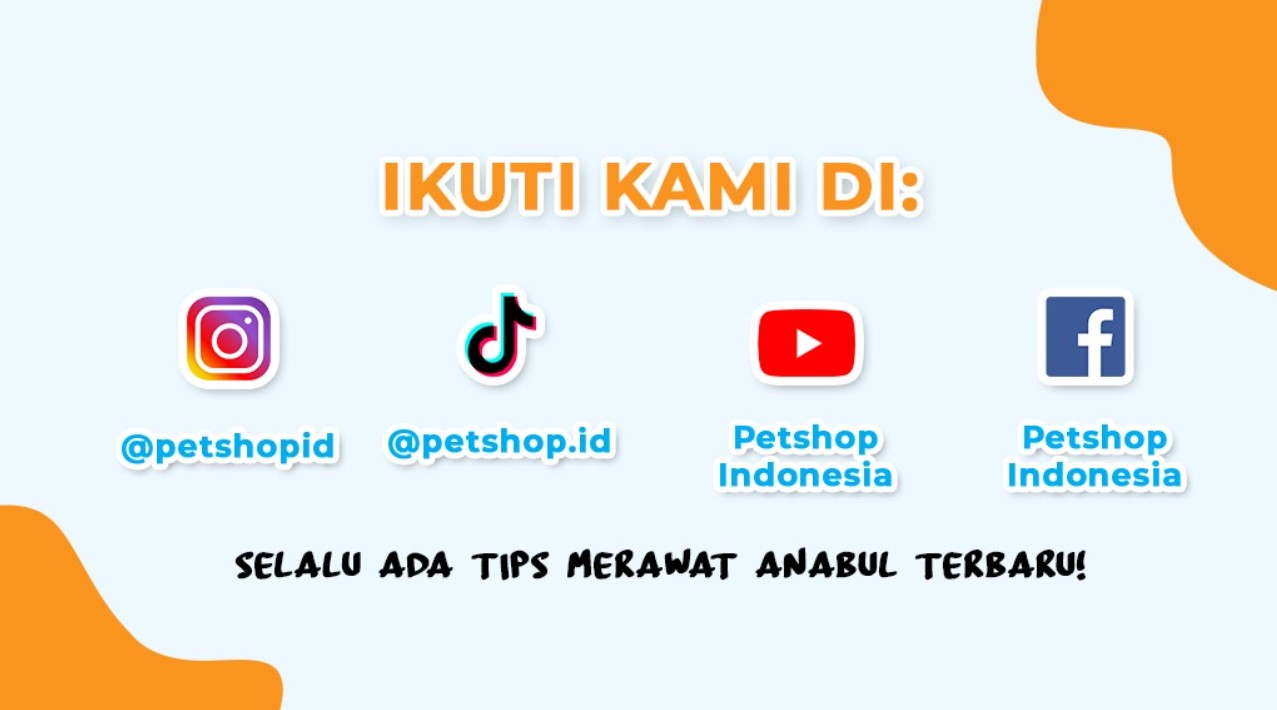 IKUTI KAMI DI:
@petshopid
@petshop.id
Petshop
Indonesia
Petshop
Indonesia
SELALU ADA TIPS MERAWAT ANABUL TERBARU!